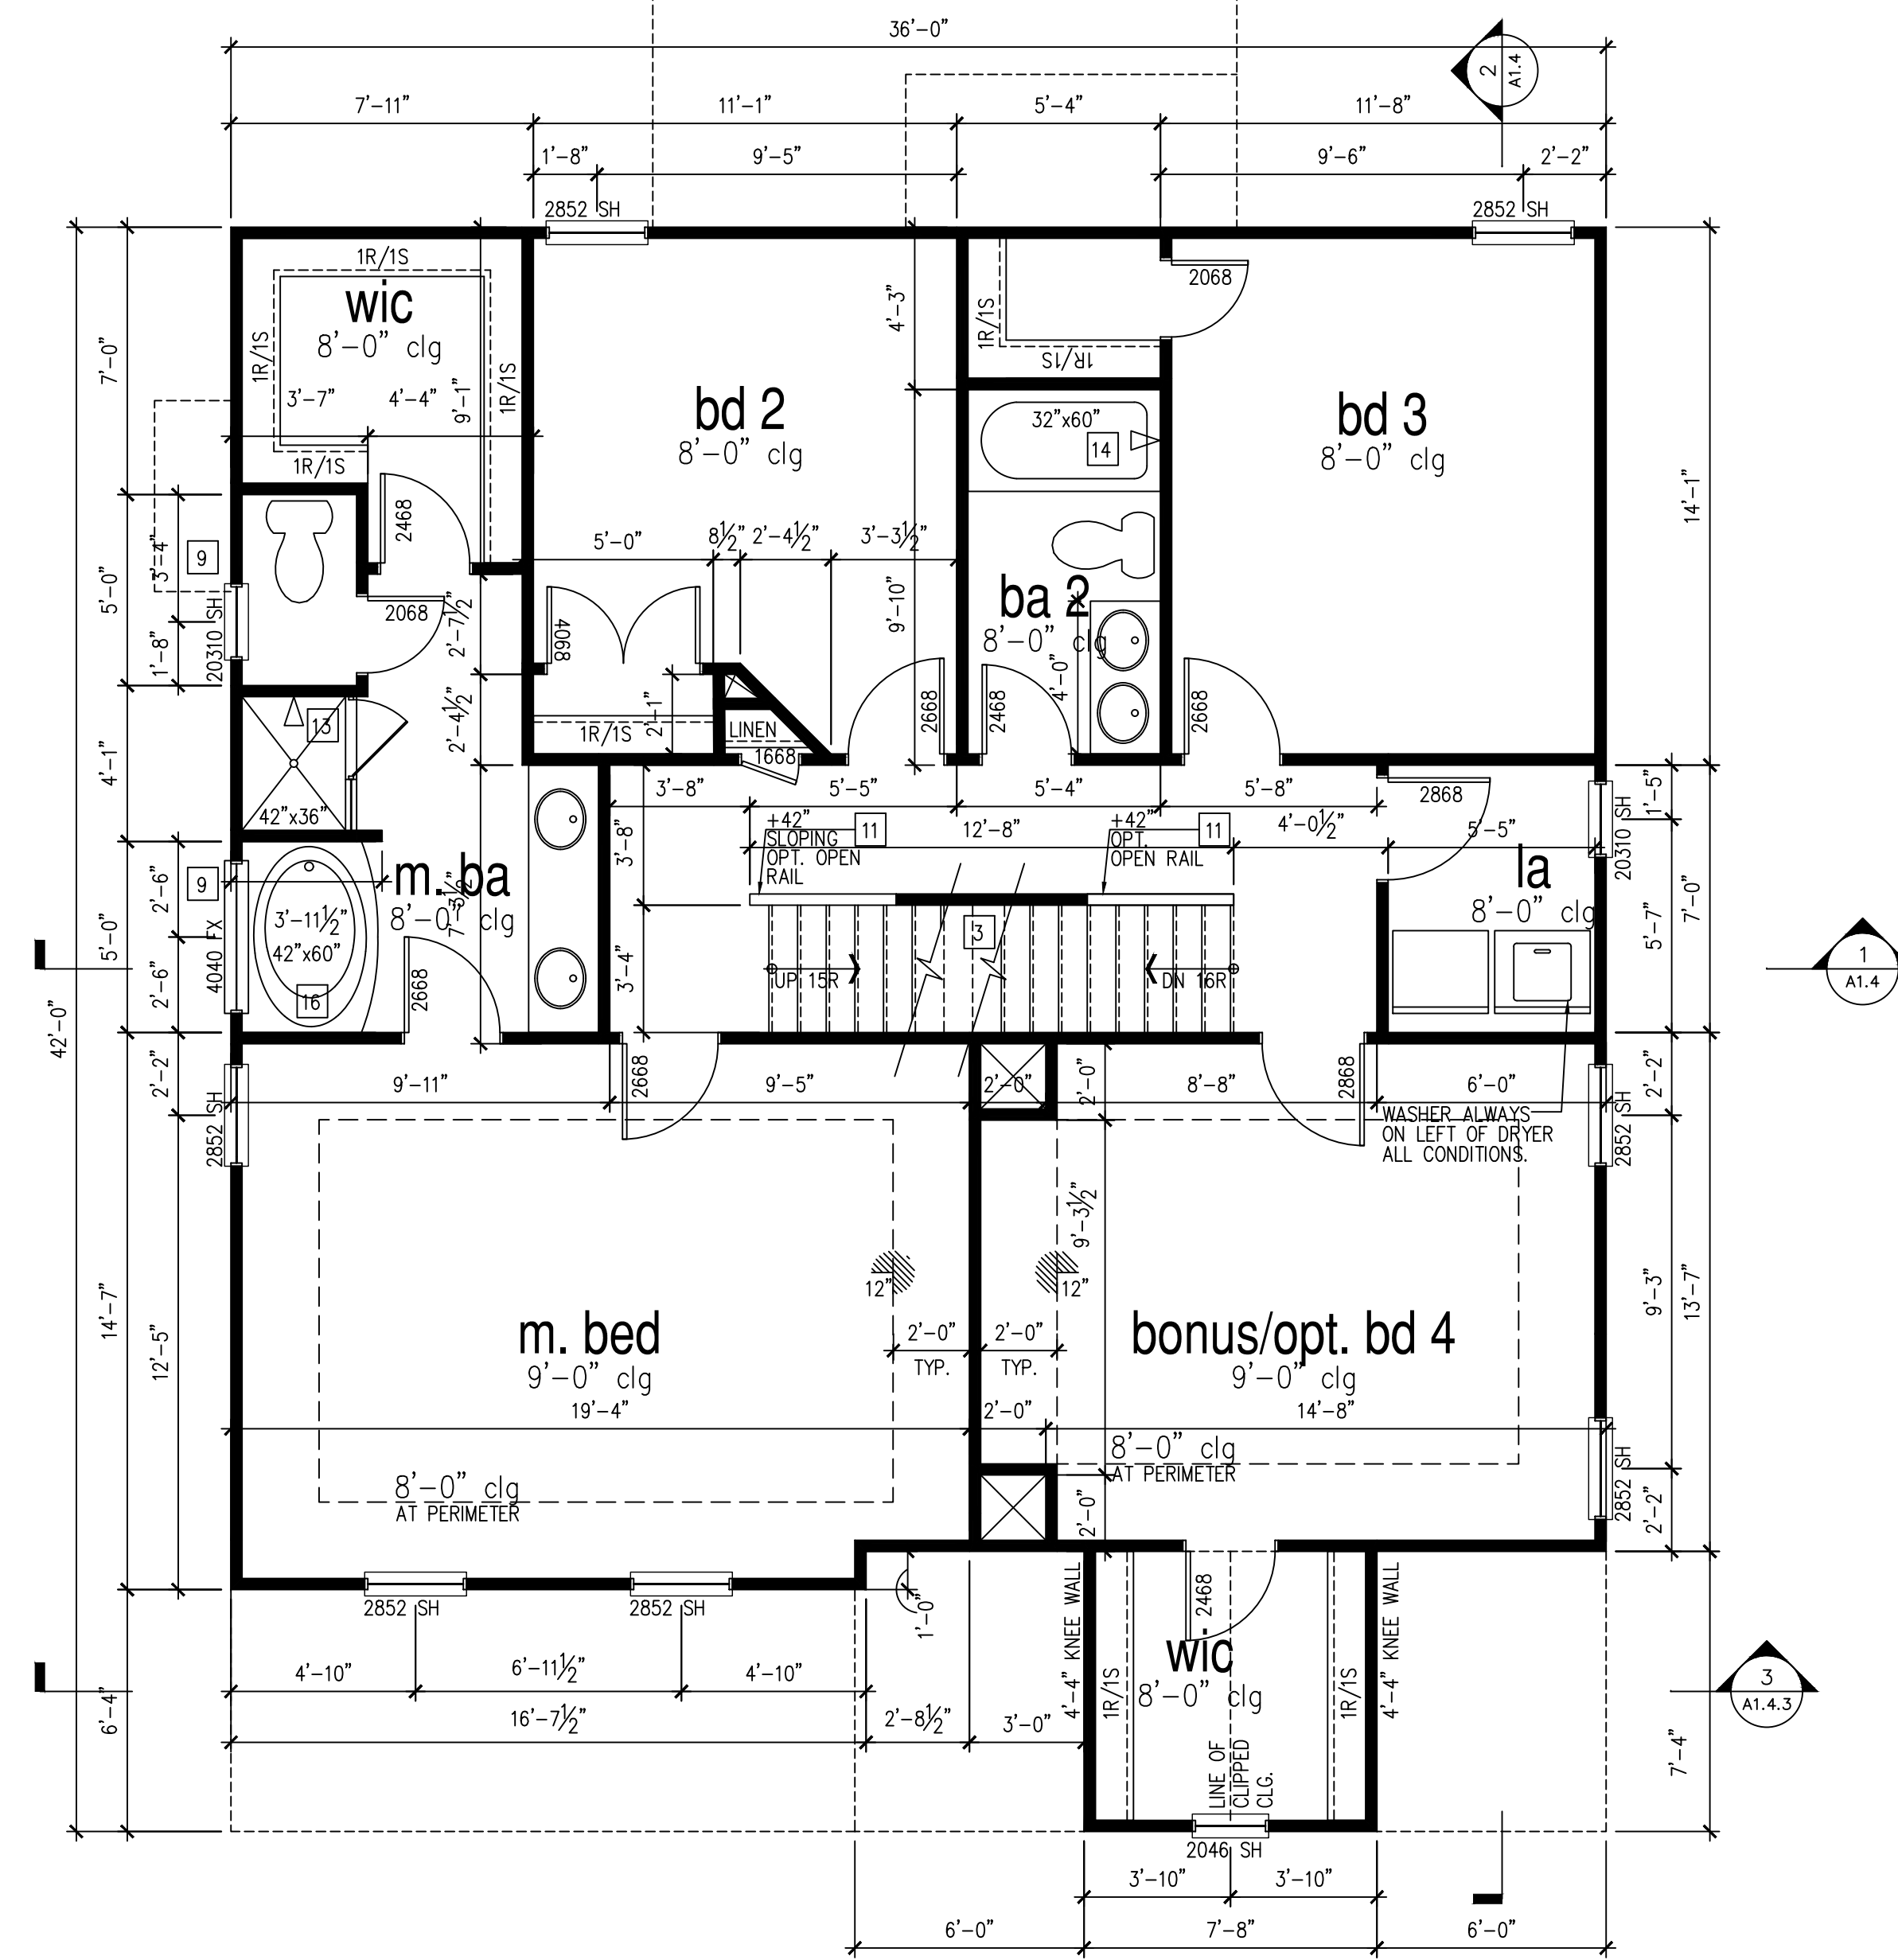 36'-0"
2
A1.4
7'-11"
11'-1"
5'-4"
11'-8"
1'-8"
9'-5"
9'-6"
2'-2"
2852 SH
2852 SH
1R/1S
wic
8'-0" clg
1R/1S
1R/1S
3'-7"
4'-4"
9'-1"
1R/1S
7'-0"
bd 2
8'-0" clg
4'-3"
1R/1S
1R/1S
2068
32"x60"
14
bd 3
8'-0" clg
14'-1"
9
3'-4"
5'-0"
1'-8"
20310 SH
2468
2068
2'-7½"
5'-0"
8½"
2'-4½"
3'-3½"
9'-10"
4068
ba 2
8'-0" clg
4'-0"
2'-4½"
2'-1"
1R/1S
LINEN
1668
2668
2468
2668
13
42"x36"
4'-1"
3'-8"
5'-5"
5'-4"
5'-8"
2868
1'-5"
20310 SH
+42"
SLOPING
OPT. OPEN
RAIL
11
12'-8"
+42"
OPT.
OPEN RAIL
11
4'-0½"
5'-5"
3'-8"
9
2'-6"
5'-0"
2'-6"
4040 FX
m. ba
8'-0" clg
7'-3½"
3'-11½"
42"x60"
16
2668
3
UP 15R
DN 16R
3'-4"
la
8'-0" clg
5'-7"
7'-0"
1
A1.4
42'-0"
2'-2"
2852 SH
9'-11"
2668
9'-5"
2'-0"
2'-0"
8'-8"
2868
6'-0"
2852 SH
2'-2"
WASHER ALWAYS
ON LEFT OF DRYER
ALL CONDITIONS.
9'-3½"
12"
12"
14'-7"
12'-5"
m. bed
9'-0" clg
19'-4"
2'-0"
TYP.
2'-0"
TYP.
bonus/opt. bd 4
9'-0" clg
2'-0"
14'-8"
9'-3"
13'-7"
8'-0" clg
AT PERIMETER
8'-0" clg
AT PERIMETER
2'-0"
2852 SH
2'-2"
2852 SH
2852 SH
1'-0"
4'-4" KNEE WALL
2468
wic
8'-0" clg
1R/1S
1R/1S
4'-4" KNEE WALL
4'-10"
6'-11½"
4'-10"
16'-7½"
2'-8½"
3'-0"
6'-4"
LINE OF
CLIPPED
CLG.
7'-4"
3
A1.4.3
2046 SH
3'-10"
3'-10"
6'-0"
7'-8"
6'-0"